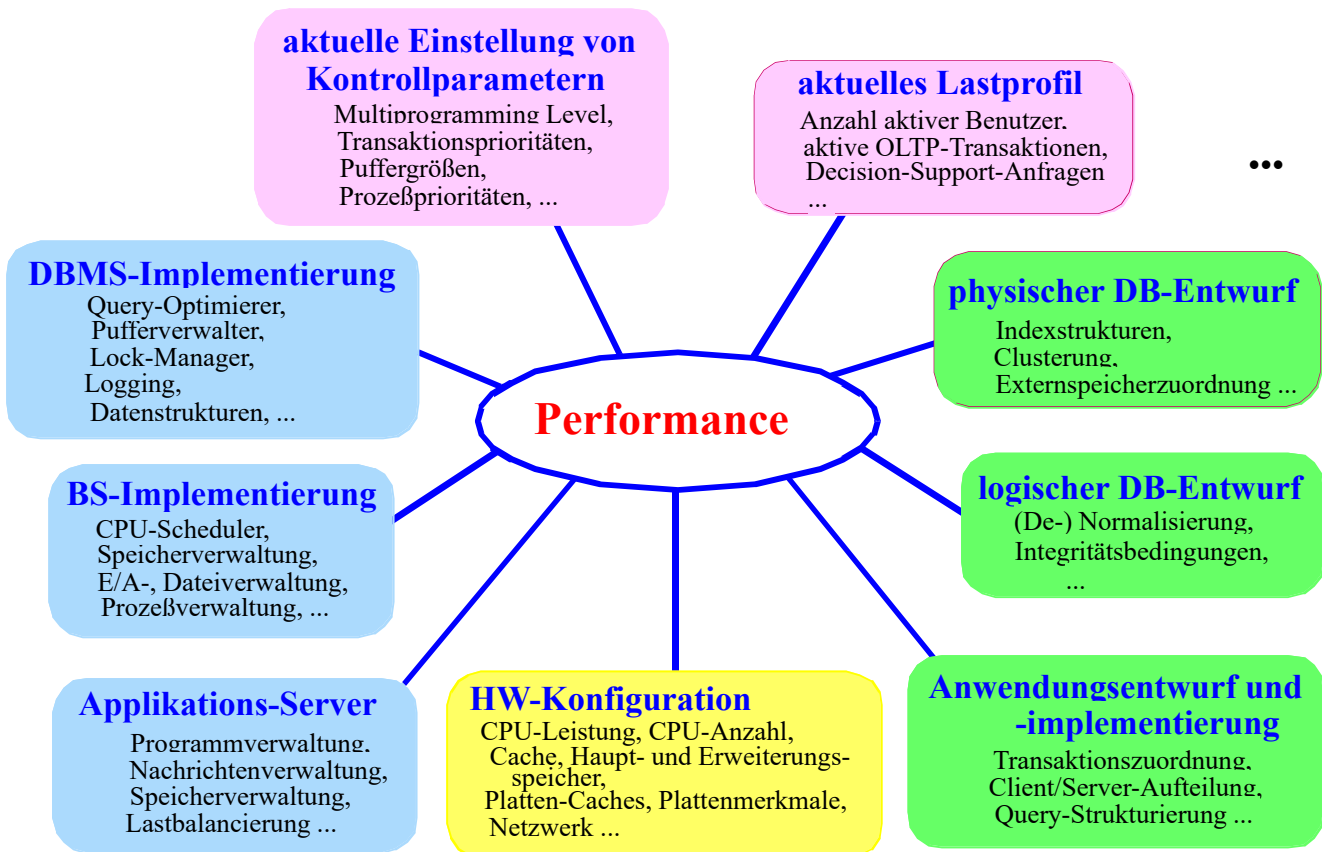 aktuelle Einstellung von
Kontrollparametern
Multiprogramming Level,
Transaktionsprioritäten,
Puffergrößen,
Prozeßprioritäten, ...
aktuelles Lastprofil
Anzahl aktiver Benutzer,
aktive OLTP-Transaktionen,
Decision-Support-Anfragen
...
...
DBMS-Implementierung
Query-Optimierer,
Pufferverwalter,
Lock-Manager,
Logging,
Datenstrukturen, ...
physischer DB-Entwurf
Indexstrukturen,
Clusterung,
Externspeicherzuordnung ...
Performance
BS-Implementierung
CPU-Scheduler,
Speicherverwaltung,
E/A-, Dateiverwaltung,
Prozeßverwaltung, ...
logischer DB-Entwurf
(De-) Normalisierung,
Integritätsbedingungen,
...
Applikations-Server
Programmverwaltung,
Nachrichtenverwaltung,
Speicherverwaltung,
Lastbalancierung ...
HW-Konfiguration
CPU-Leistung, CPU-Anzahl,
Cache, Haupt- und Erweiterungs-
speicher,
Platten-Caches, Plattenmerkmale,
Netzwerk ...
Anwendungsentwurf und
-implementierung
Transaktionszuordnung,
Client/Server-Aufteilung,
Query-Strukturierung ...